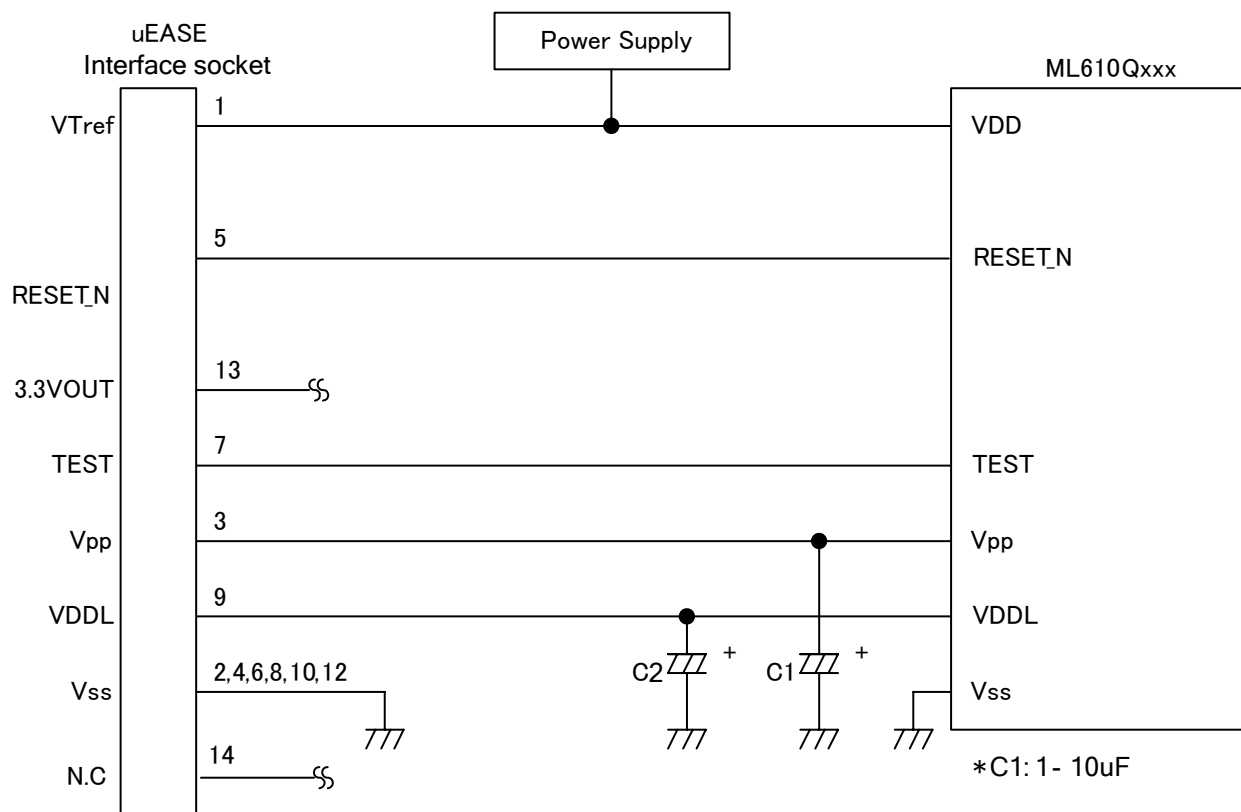 uEASE
Interface socket
Power Supply
ML610Qxxx
VTref
1
VDD
5
RESET_N
RESET_N
13
3.3VOUT
7
TEST
TEST
3
Vpp
Vpp
9
VDDL
VDDL
C2
+
C1
+
2,4,6,8,10,12
Vss
Vss
14
N.C
*C1: 1- 10uF